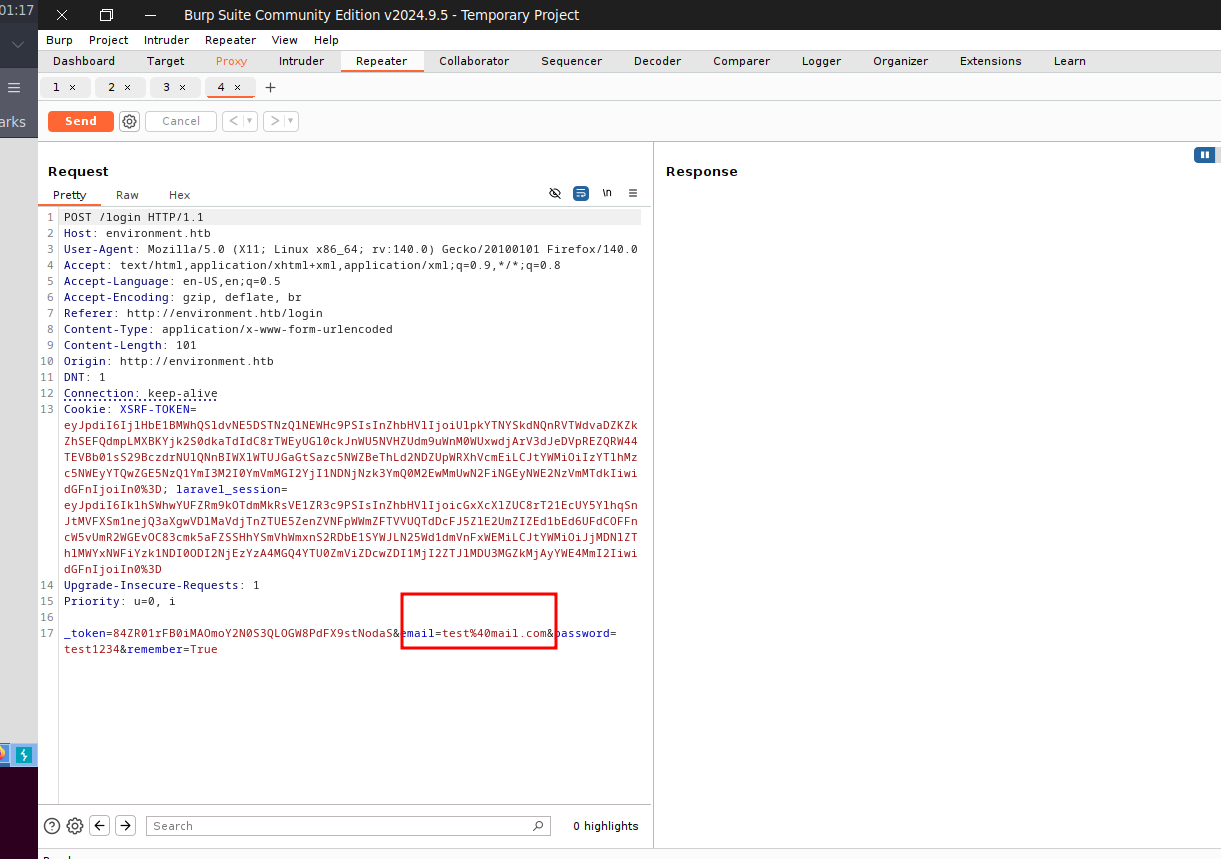 01:17
Burp Suite Community Edition v2024.9.5 - Temporary Project
Burp Project Intruder Repeater View Help
Dashboard Target Proxy Intruder Repeater Collaborator Sequencer Decoder Comparer Logger Organizer Extensions Learn
1 × 2 × 3 × 4 × +
arks
Send Cancel < >
Request
Response
Pretty Raw Hex
\n
1 POST /login HTTP/1.1
2 Host: environment.htb
3 User-Agent: Mozilla/5.0 (X11; Linux x86_64; rv:140.0) Gecko/20100101 Firefox/140.0
4 Accept: text/html,application/xhtml+xml,application/xml;q=0.9,*/*;q=0.8
5 Accept-Language: en-US,en;q=0.5
6 Accept-Encoding: gzip, deflate, br
7 Referer: http://environment.htb/login
8 Content-Type: application/x-www-form-urlencoded
9 Content-Length: 101
10 Origin: http://environment.htb
11 DNT: 1
12 Connection: keep-alive
13 Cookie: XSRF-TOKEN=
dGFnIjoiIn0%3D; laravel_session=
dGFnIjoiIn0%3D
14 Upgrade-Insecure-Requests: 1
15 Priority: u=0, i
16
17 &email=test%40mail.com&password=
test1234&remember=True
Search
0 highlights